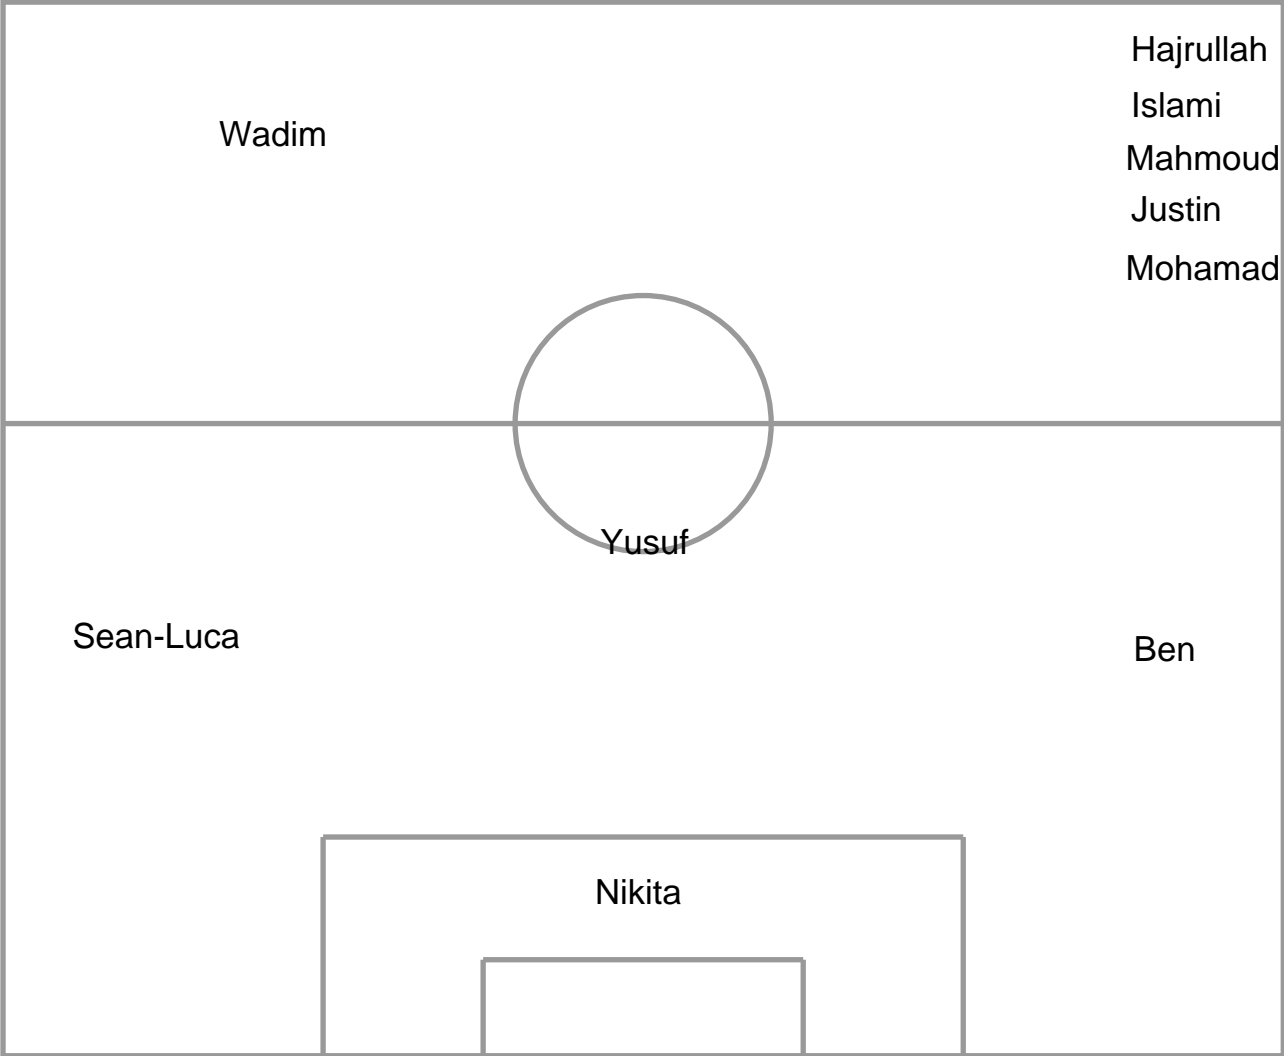 Hajrullah
Islami
Wadim
Mahmoud
Justin
Mohamad
Yusuf
Sean-Luca
Ben
Nikita